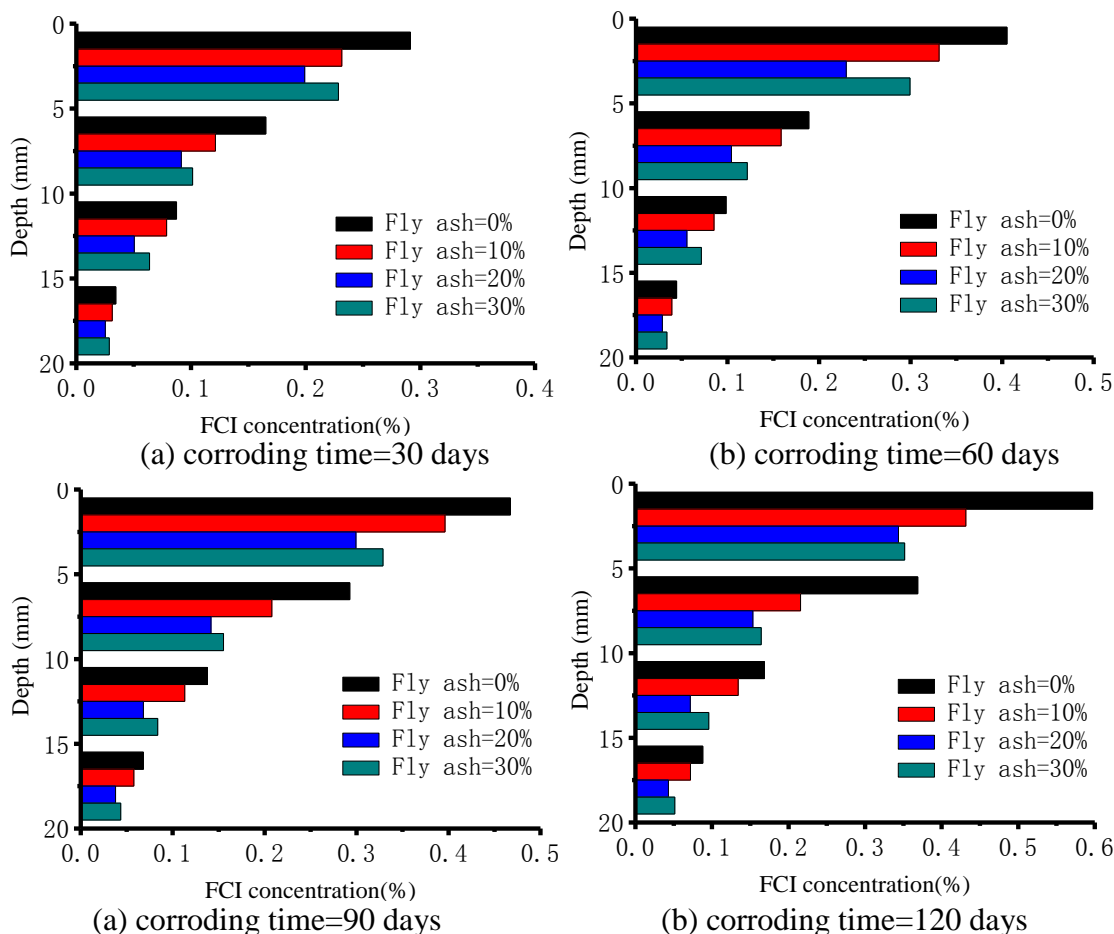 0
5
10
15
20
Depth (mm)
Fly ash=0%
Fly ash=10%
Fly ash=20%
Fly ash=30%
0.0 0.1 0.2 0.3 0.4
FCI concentration(%)
(a) corroding time=30 days
0
5
10
15
20
Depth (mm)
Fly ash=0%
Fly ash=10%
Fly ash=20%
Fly ash=30%
0.0 0.1 0.2 0.3 0.4 0.5
FCI concentration(%)
(b) corroding time=60 days
0
5
10
15
20
Depth (mm)
Fly ash=0%
Fly ash=10%
Fly ash=20%
Fly ash=30%
0.0 0.1 0.2 0.3 0.4 0.5
FCI concentration(%)
(a) corroding time=90 days
0
5
10
15
20
Depth (mm)
Fly ash=0%
Fly ash=10%
Fly ash=20%
Fly ash=30%
0.0 0.1 0.2 0.3 0.4 0.5 0.6
FCI concentration(%)
(b) corroding time=120 days